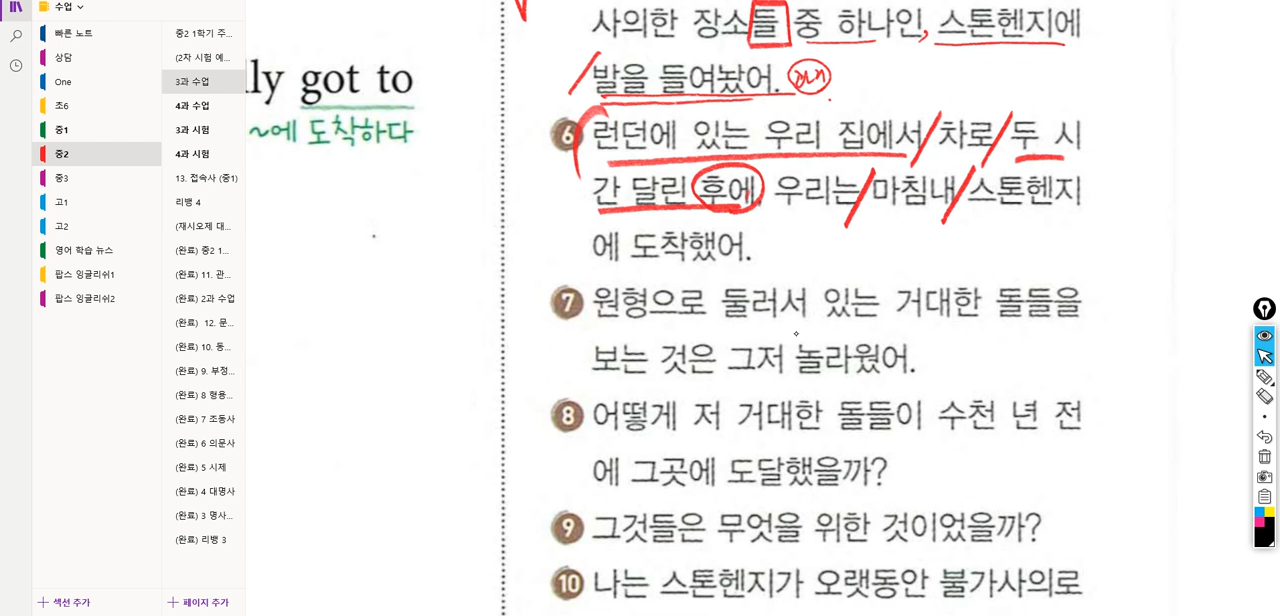 수업
빠른 노트
상담
One
초6
중1
중2
중3
고1
고2
영어 학습 뉴스
팝스 잉글리쉬1
팝스 잉글리쉬2
섹션 추가
중2 1학기 주...
(2자 시험 예...
3과 수업
4과 수업
3과 시험
4과 시험
13. 접속사 (중1)
리뱅 4
(재시오제 대...
(완료) 중2 1...
(완료) 11. 관...
(완료) 2과 수업
(완료) 12. 문...
(완료) 10. 동...
(완료) 9. 부정...
(완료) 8 형용...
(완료) 7 조동사
(완료) 6 의문사
(완료) 5 시제
(완료) 4 대명사
(완료) 3 명사...
(완료) 리뱅 3
페이지 추가
ly got to
~에 도착하다
사의한 장소들 중 하나인, 스톤헨지에
발을 들여놨어. 과거
6 런던에 있는 우리 집에서 차로 두 시
간 달린 후에, 우리는 마침내 스톤헨지
에 도착했어.
7 원형으로 둘러서 있는 거대한 돌들을
보는 것은 그저 놀라웠어.
8 어떻게 저 거대한 돌들이 수천 년 전
에 그곳에 도달했을까?
9 그것들은 무엇을 위한 것이었을까?
10 나는 스톤헨지가 오랫동안 불가사의로